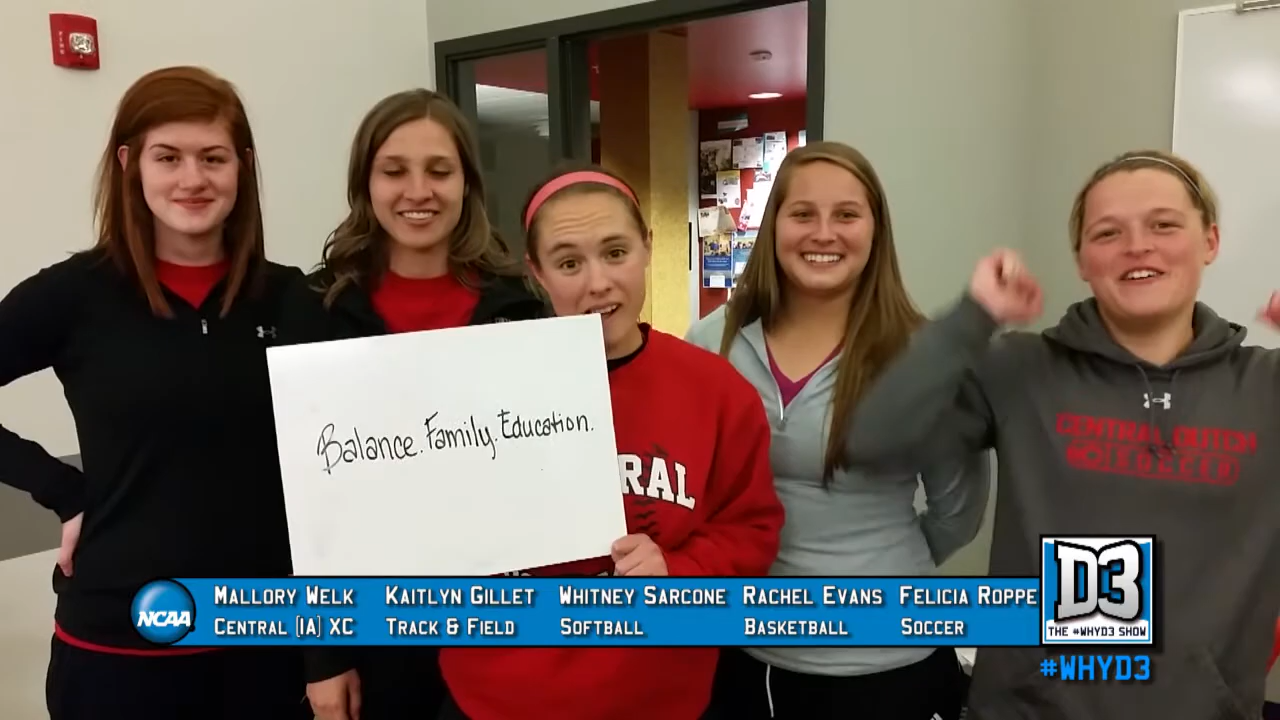 FIRE
Balance. Family. Education.
RAL
CENTRAL DUTCH
SOCCER
NCAA
MALLORY WELK KAITLYN GILLET WHITNEY SARCONE RACHEL EVANS FELICIA ROPPE
CENTRAL (IA) XC TRACK & FIELD SOFTBALL BASKETBALL SOCCER
D3
THE #WHYD3 SHOW
#WHYD3